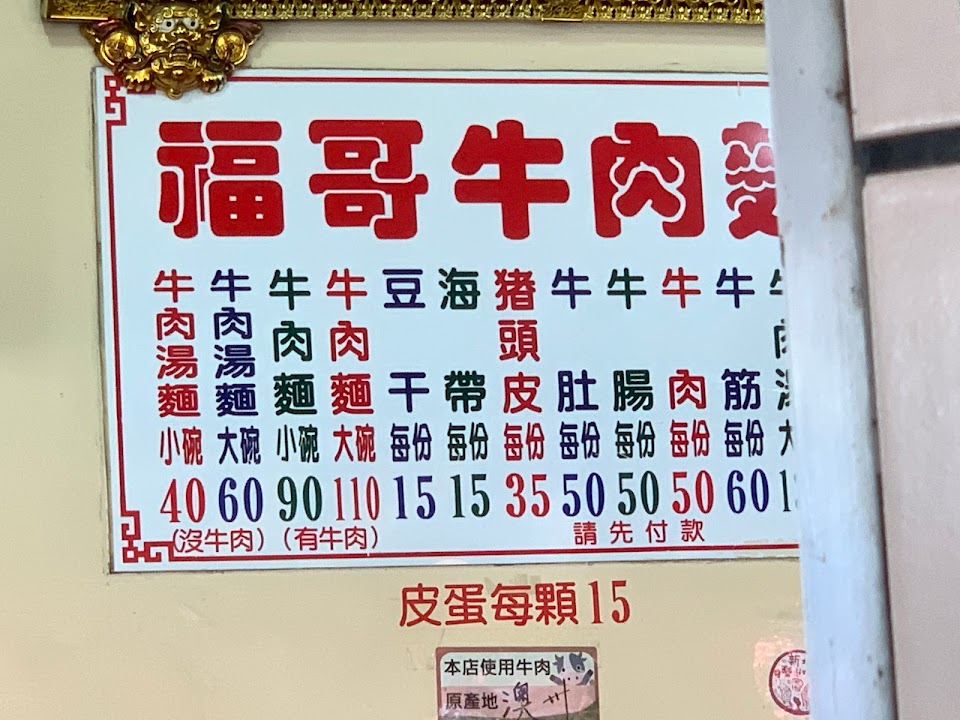 福哥牛肉麵
牛肉湯麵 小碗 40
牛肉湯麵 大碗 60
(沒牛肉)
牛肉麵 小碗 90
牛肉麵 大碗 110
(有牛肉)
豆干 每份 15
海帶 每份 15
猪頭皮 每份 35
牛肚 每份 50
牛腸 每份 50
牛肉 每份 50
牛筋 每份 60
請先付款
皮蛋每顆15
本店使用牛肉
原產地 澳州